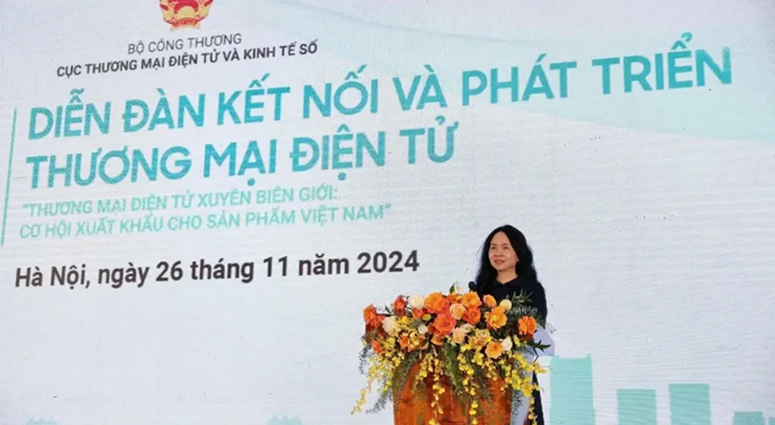 BỘ CÔNG THƯƠNG
CỤC THƯƠNG MẠI ĐIỆN TỬ VÀ KINH TẾ SỐ
DIỄN ĐÀN KẾT NỐI VÀ PHÁT TRIỂN
THƯƠNG MẠI ĐIỆN TỬ
"THƯƠNG MẠI ĐIỆN TỬ XUYÊN BIÊN GIỚI:
CƠ HỘI XUẤT KHẨU CHO SẢN PHẨM VIỆT NAM"
Hà Nội, ngày 26 tháng 11 năm 2024